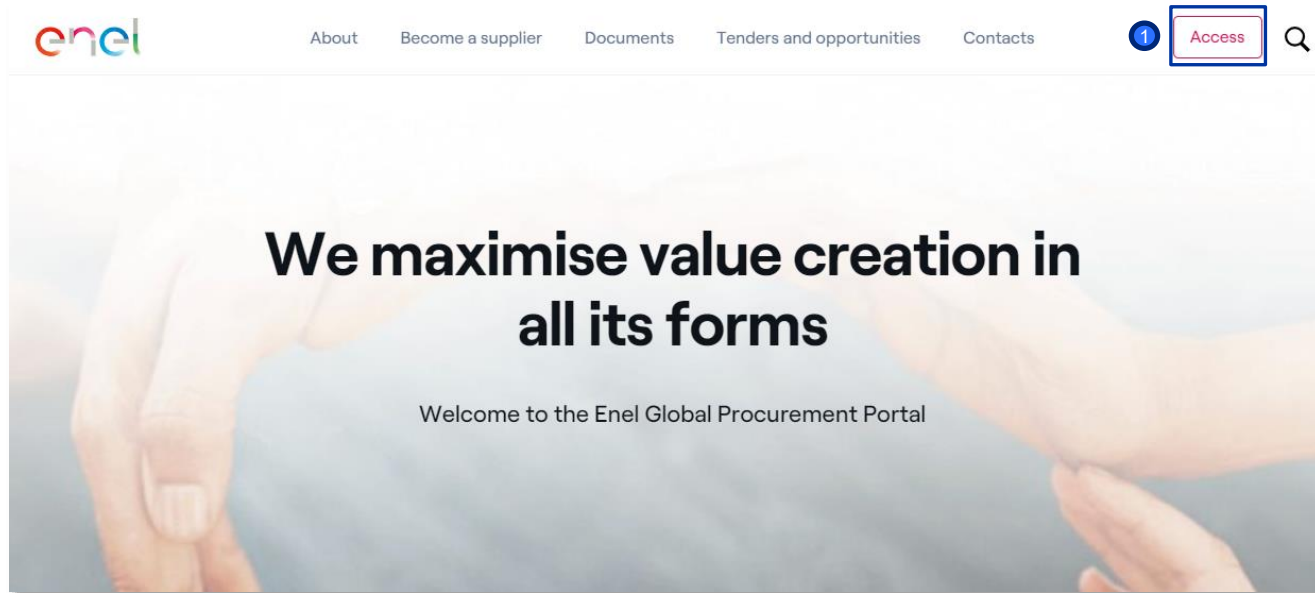 enel
About Become a supplier Documents Tenders and opportunities Contacts 1 Access
We maximise value creation in
all its forms
Welcome to the Enel Global Procurement Portal